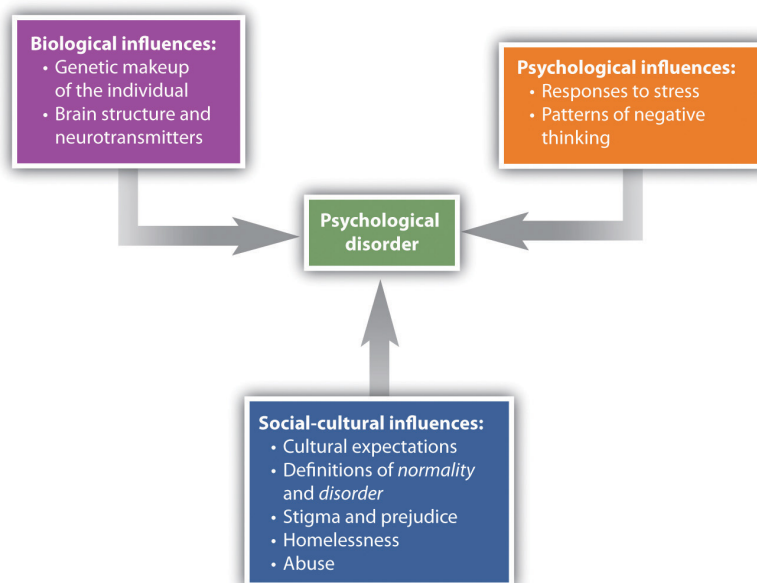 Biological influences:
• Genetic makeup
of the individual
• Brain structure and
neurotransmitters
Psychological influences:
• Responses to stress
• Patterns of negative
thinking
Psychological
disorder
Social-cultural influences:
• Cultural expectations
• Definitions of normality
and disorder
• Stigma and prejudice
• Homelessness
• Abuse